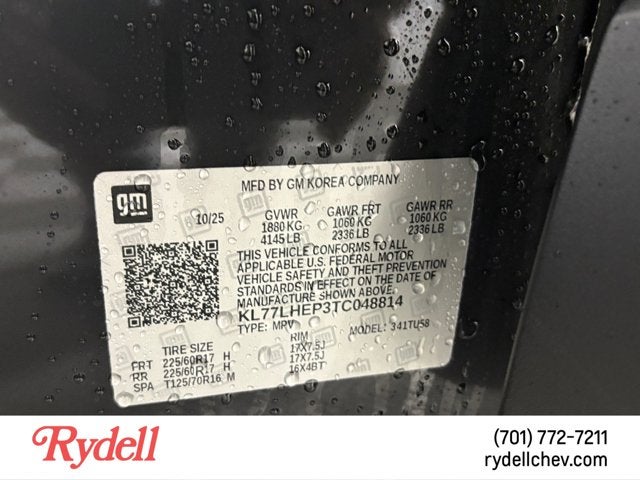 MFD BY GM KOREA COMPANY
gm
10/25
GVWR GAWR FRT GAWR RR
1880 KG 1060 KG 1060 KG
4145 LB 2336 LB 2336 LB
THIS VEHICLE CONFORMS TO ALL
APPLICABLE U.S. FEDERAL MOTOR
VEHICLE SAFETY AND THEFT PREVENTION
STANDARDS IN EFFECT ON THE DATE OF
MANUFACTURE SHOWN ABOVE.
KL77LHEP3TC048814
TYPE: MPV MODEL: 341TU58
TIRE SIZE RIM
FRT 225/60R17 H 17X7.5J
RR 225/60R17 H 17X7.5J
SPA T125/70R16 M 16X4BT
Rydell
(701) 772-7211
rydellchev.com